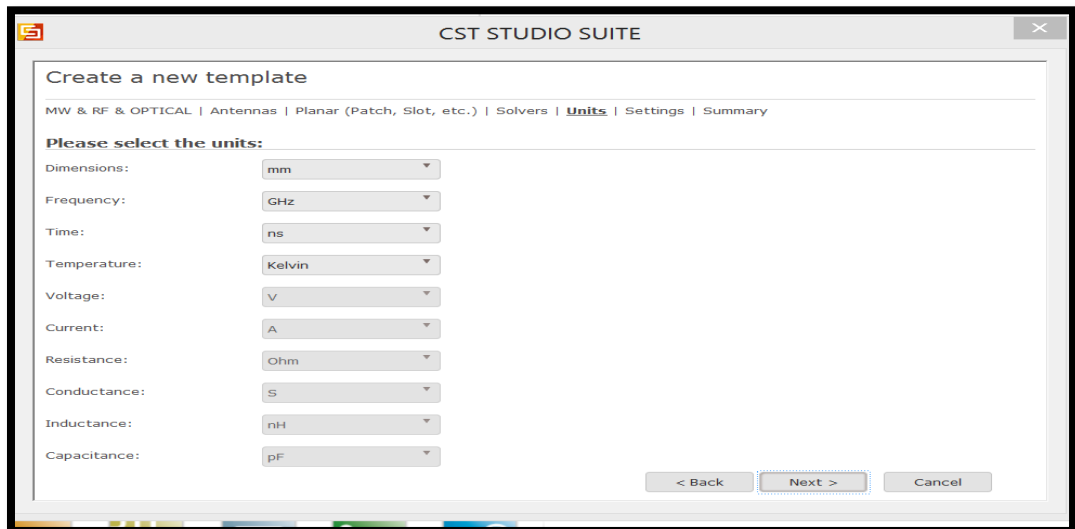 CST STUDIO SUITE
Create a new template
MW & RF & OPTICAL | Antennas | Planar (Patch, Slot, etc.) | Solvers | Units | Settings | Summary
Please select the units:
Dimensions: mm
Frequency: GHz
Time: ns
Temperature: Kelvin
Voltage: V
Current: A
Resistance: Ohm
Conductance: S
Inductance: nH
Capacitance: pF
< Back Next > Cancel